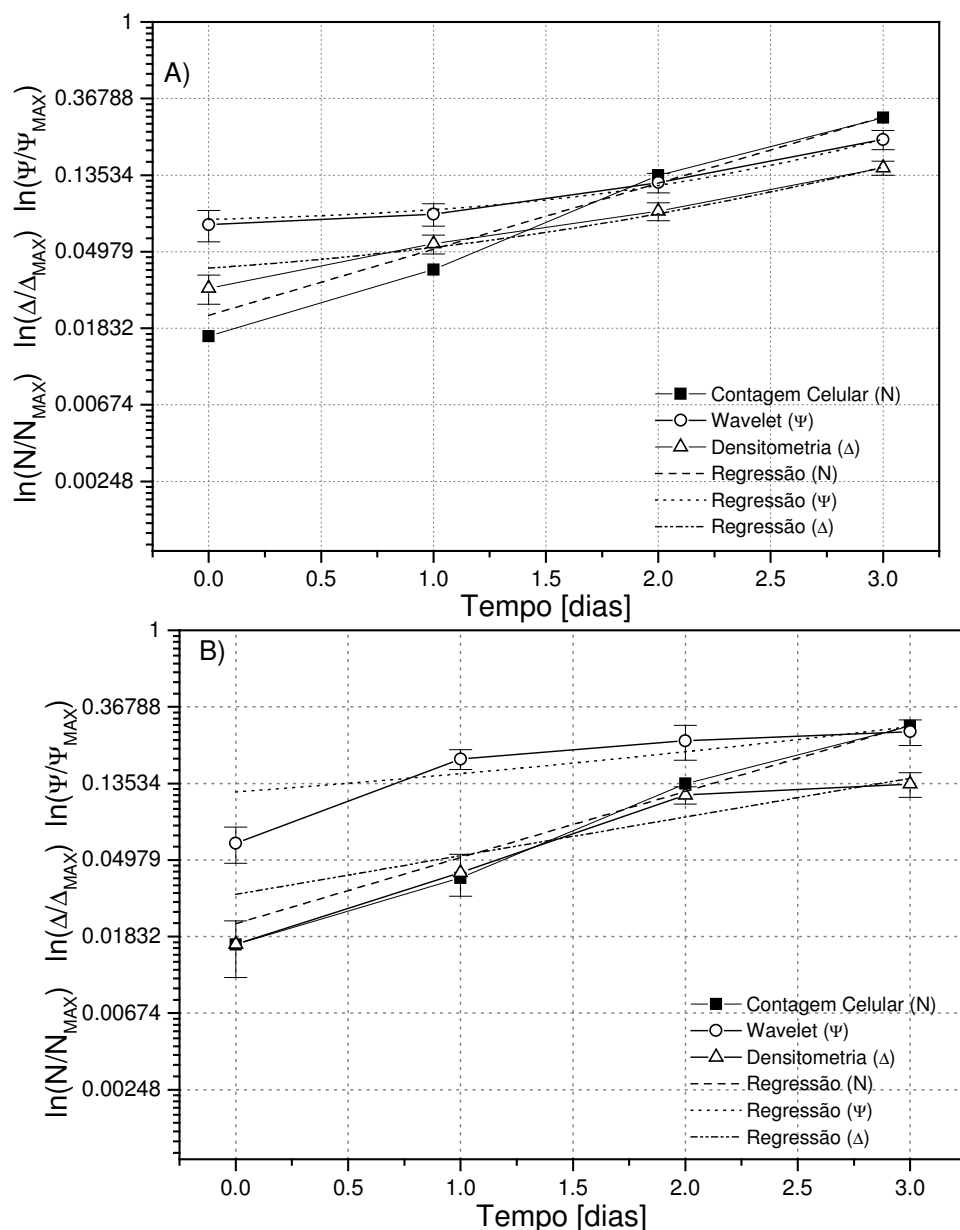 A)
1
0.36788
0.13534
0.04979
0.01832
0.00674
0.00248
ln(N/N_MAX) ln(Δ/Δ_MAX) ln(Ψ/Ψ_MAX)
Contagem Celular (N)
Wavelet (Ψ)
Densitometria (Δ)
Regressão (N)
Regressão (Ψ)
Regressão (Δ)
0.0 0.5 1.0 1.5 2.0 2.5 3.0
Tempo [dias]
B)
1
0.36788
0.13534
0.04979
0.01832
0.00674
0.00248
ln(N/N_MAX) ln(Δ/Δ_MAX) ln(Ψ/Ψ_MAX)
Contagem Celular (N)
Wavelet (Ψ)
Densitometria (Δ)
Regressão (N)
Regressão (Ψ)
Regressão (Δ)
0.0 0.5 1.0 1.5 2.0 2.5 3.0
Tempo [dias]